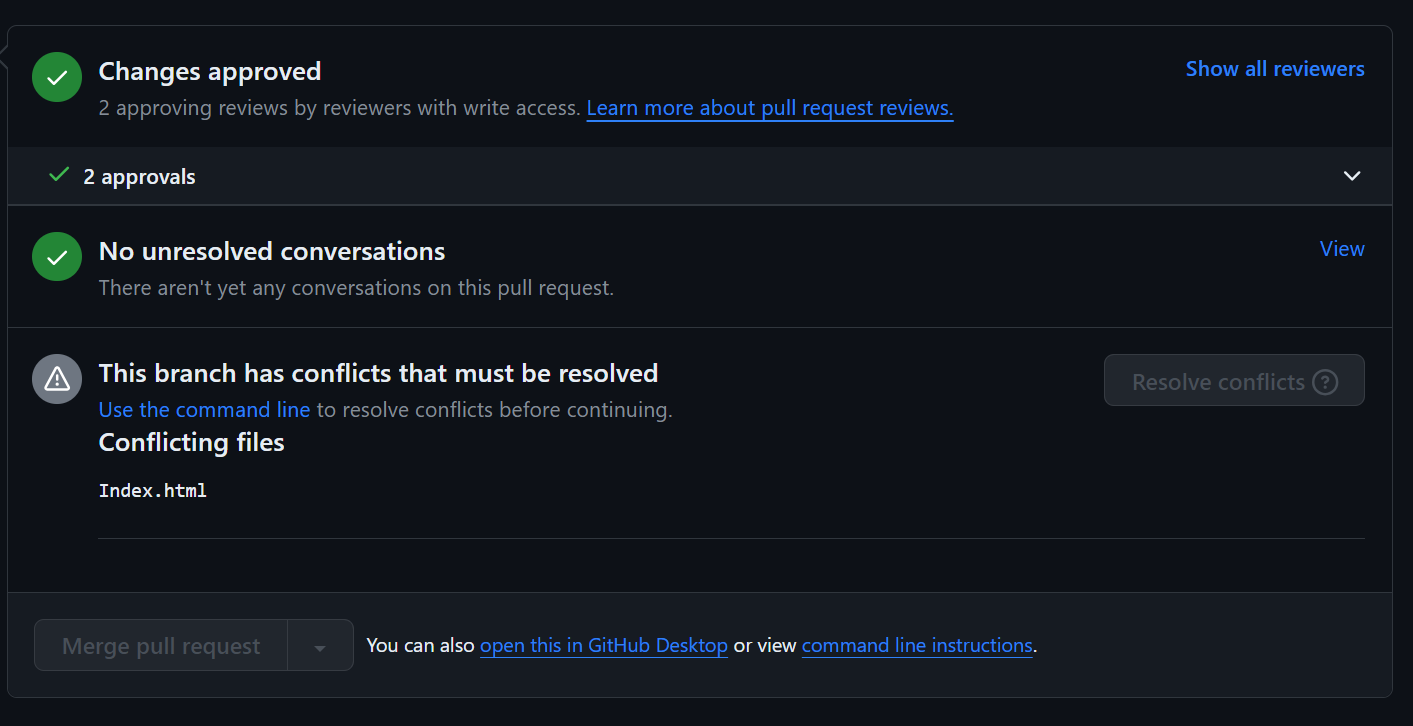 Changes approved
Show all reviewers
2 approving reviews by reviewers with write access. Learn more about pull request reviews.
2 approvals
No unresolved conversations
View
There aren't yet any conversations on this pull request.
This branch has conflicts that must be resolved
Resolve conflicts ?
Use the command line to resolve conflicts before continuing.
Conflicting files
Index.html
Merge pull request
You can also open this in GitHub Desktop or view command line instructions.